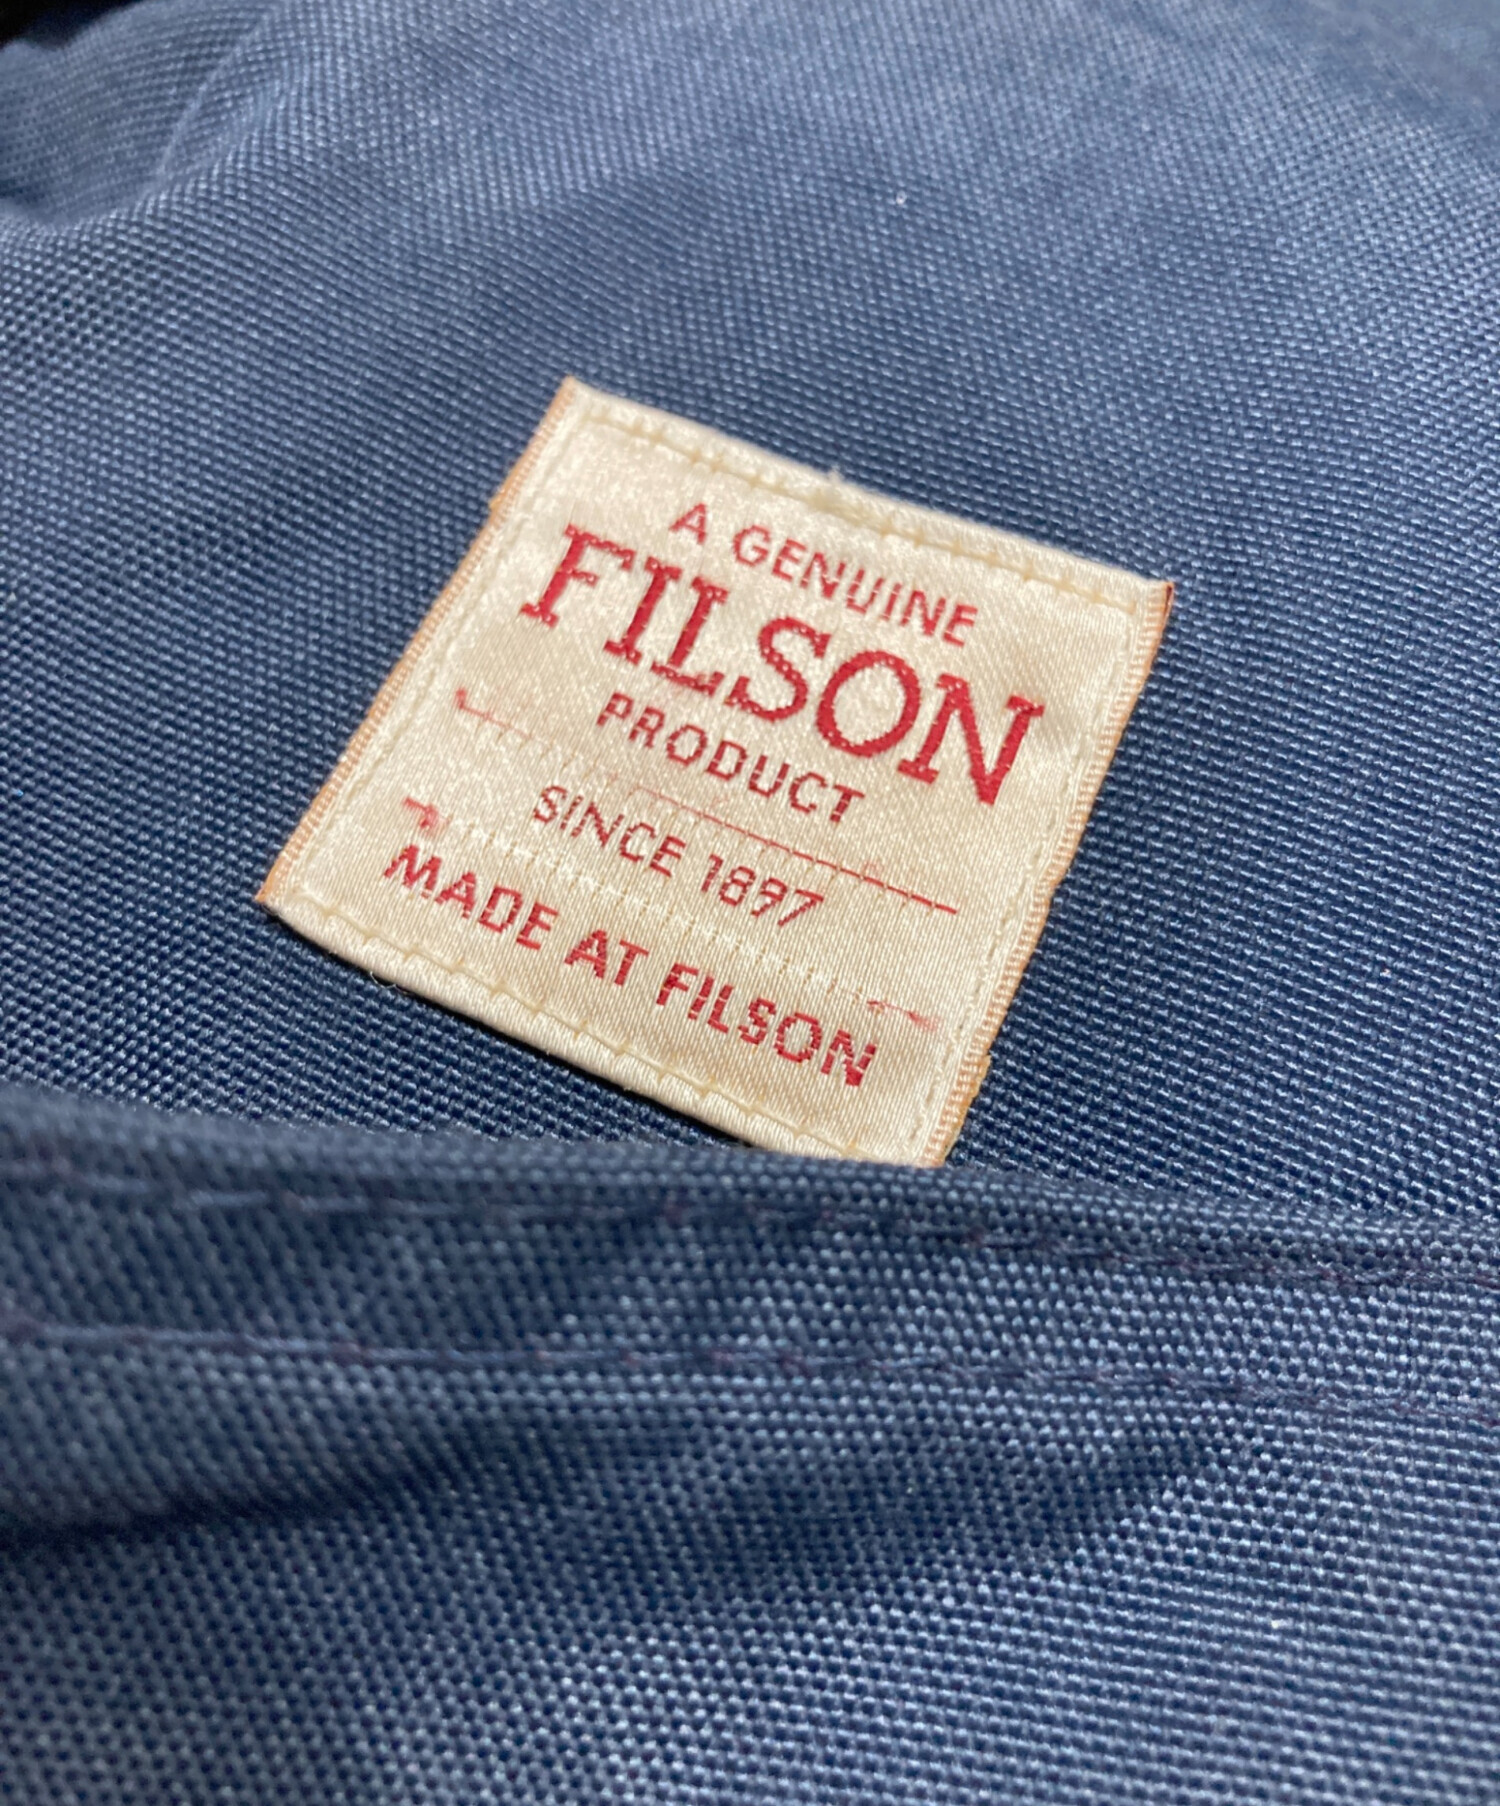 A GENUINE
FILSON
PRODUCT
SINCE 1897
MADE AT FILSON